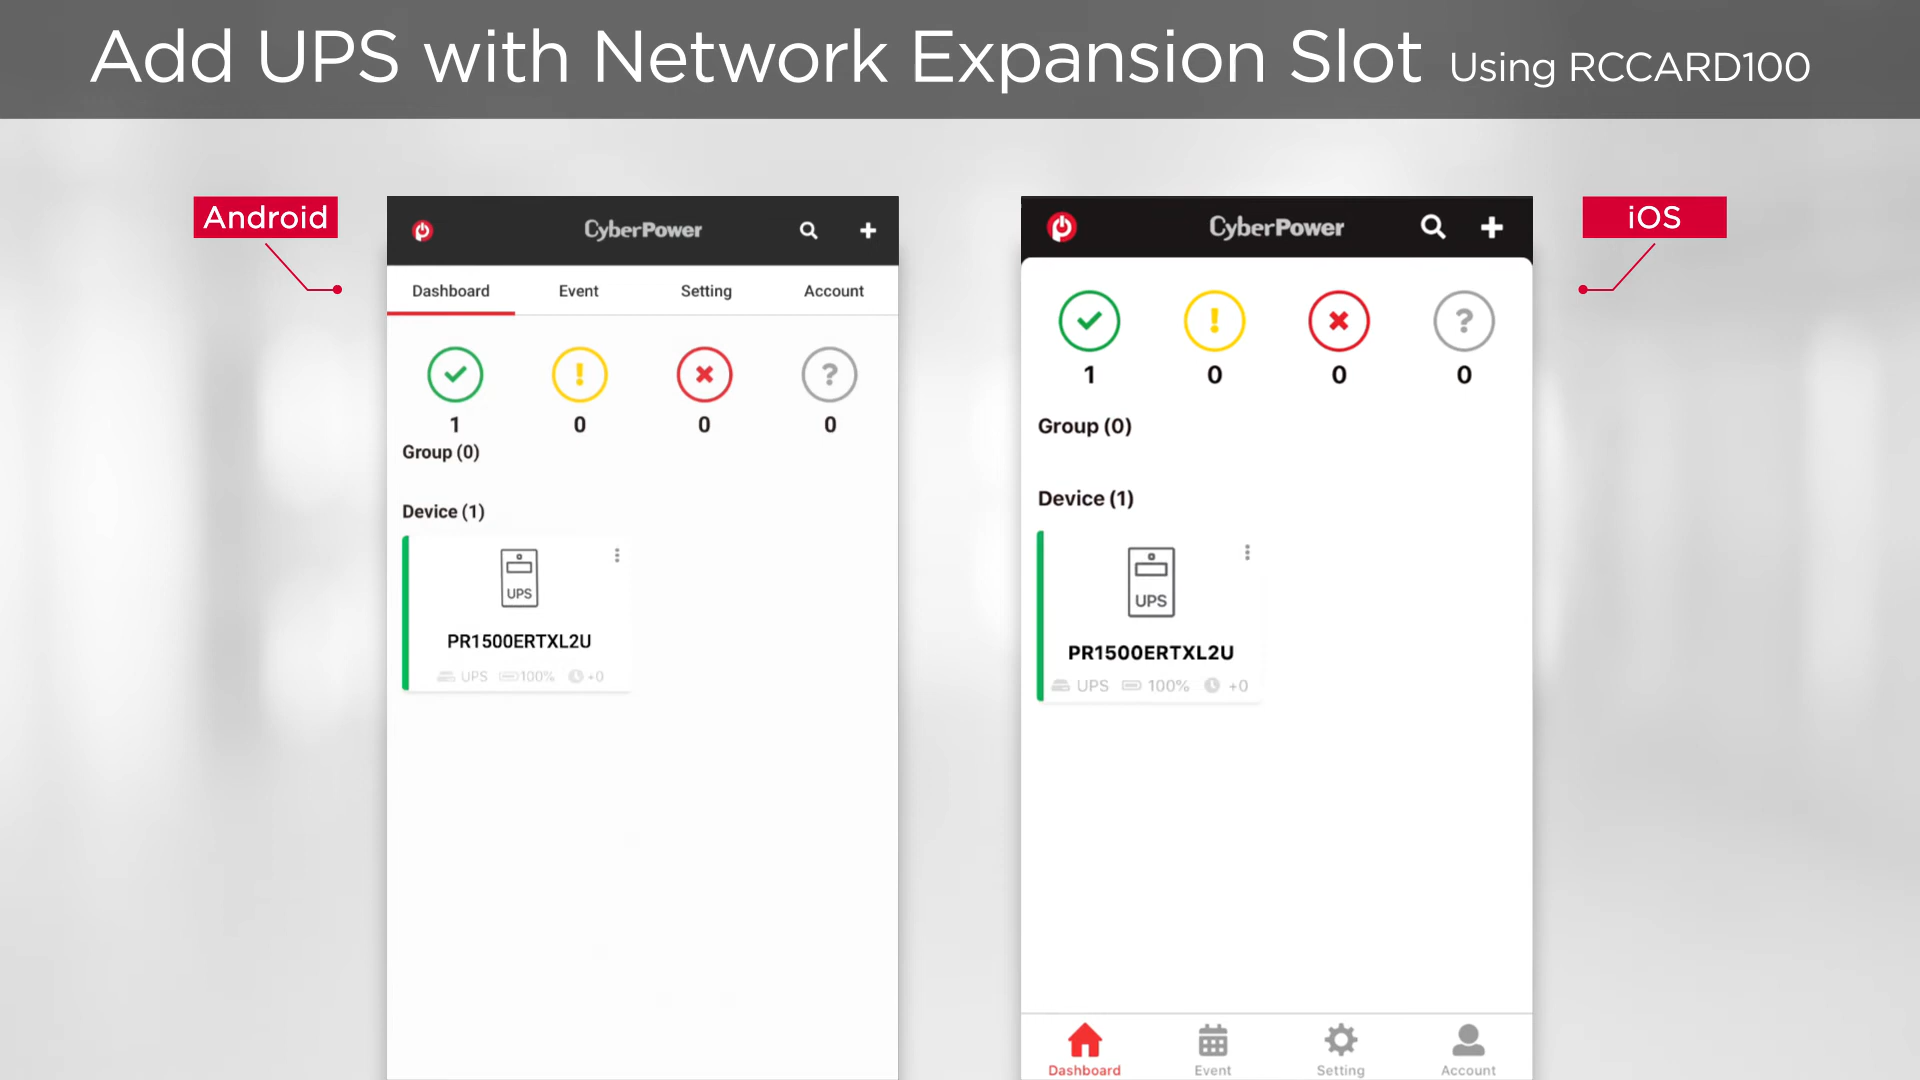 Add UPS with Network Expansion Slot Using RCCARD100
Android
CyberPower
Dashboard Event Setting Account
1 0 0 0
Group (0)
Device (1)
UPS
PR1500ERTXL2U
UPS 100% +0
iOS
CyberPower
1 0 0 0
Group (0)
Device (1)
UPS
PR1500ERTXL2U
UPS 100% +0
Dashboard Event Setting Account